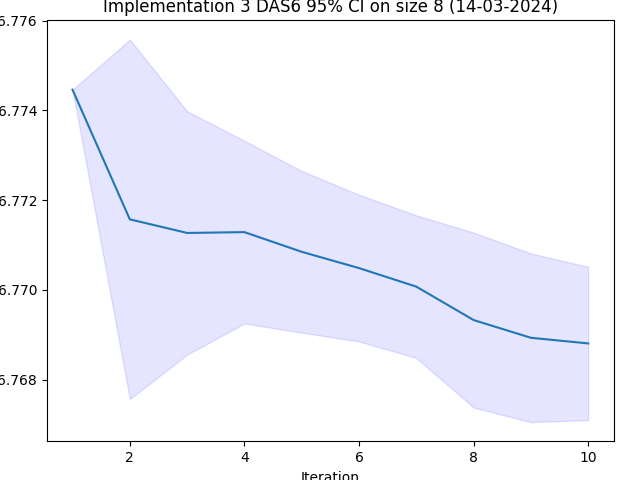 Implementation 3 DAS6 95% CI on size 8 (14-03-2024)
6.776
6.774
6.772
6.770
6.768
2 4 6 8 10
Iteration